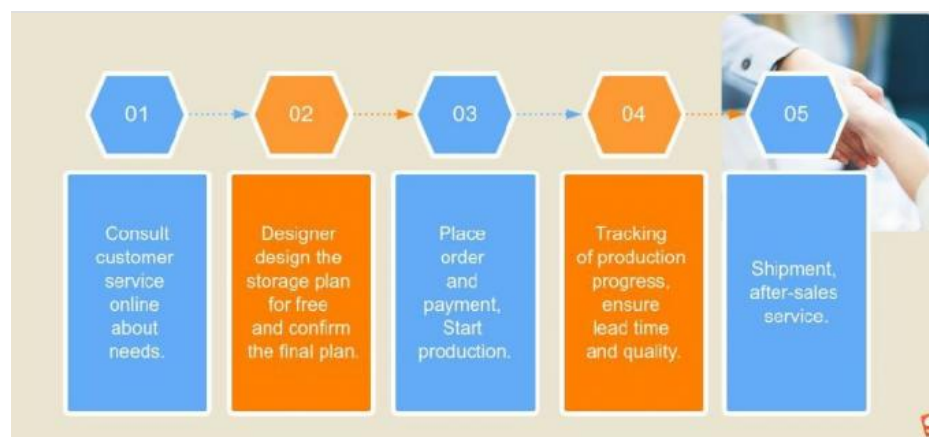 01
02
03
04
05
Consult
customer
service
online
about
needs.
Designer
design the
storage plan
for free
and confirm
the final plan.
Place
order
and
payment,
Start
production.
Tracking
of production
progress,
ensure
lead time
and quality.
Shipment,
after-sales
service.